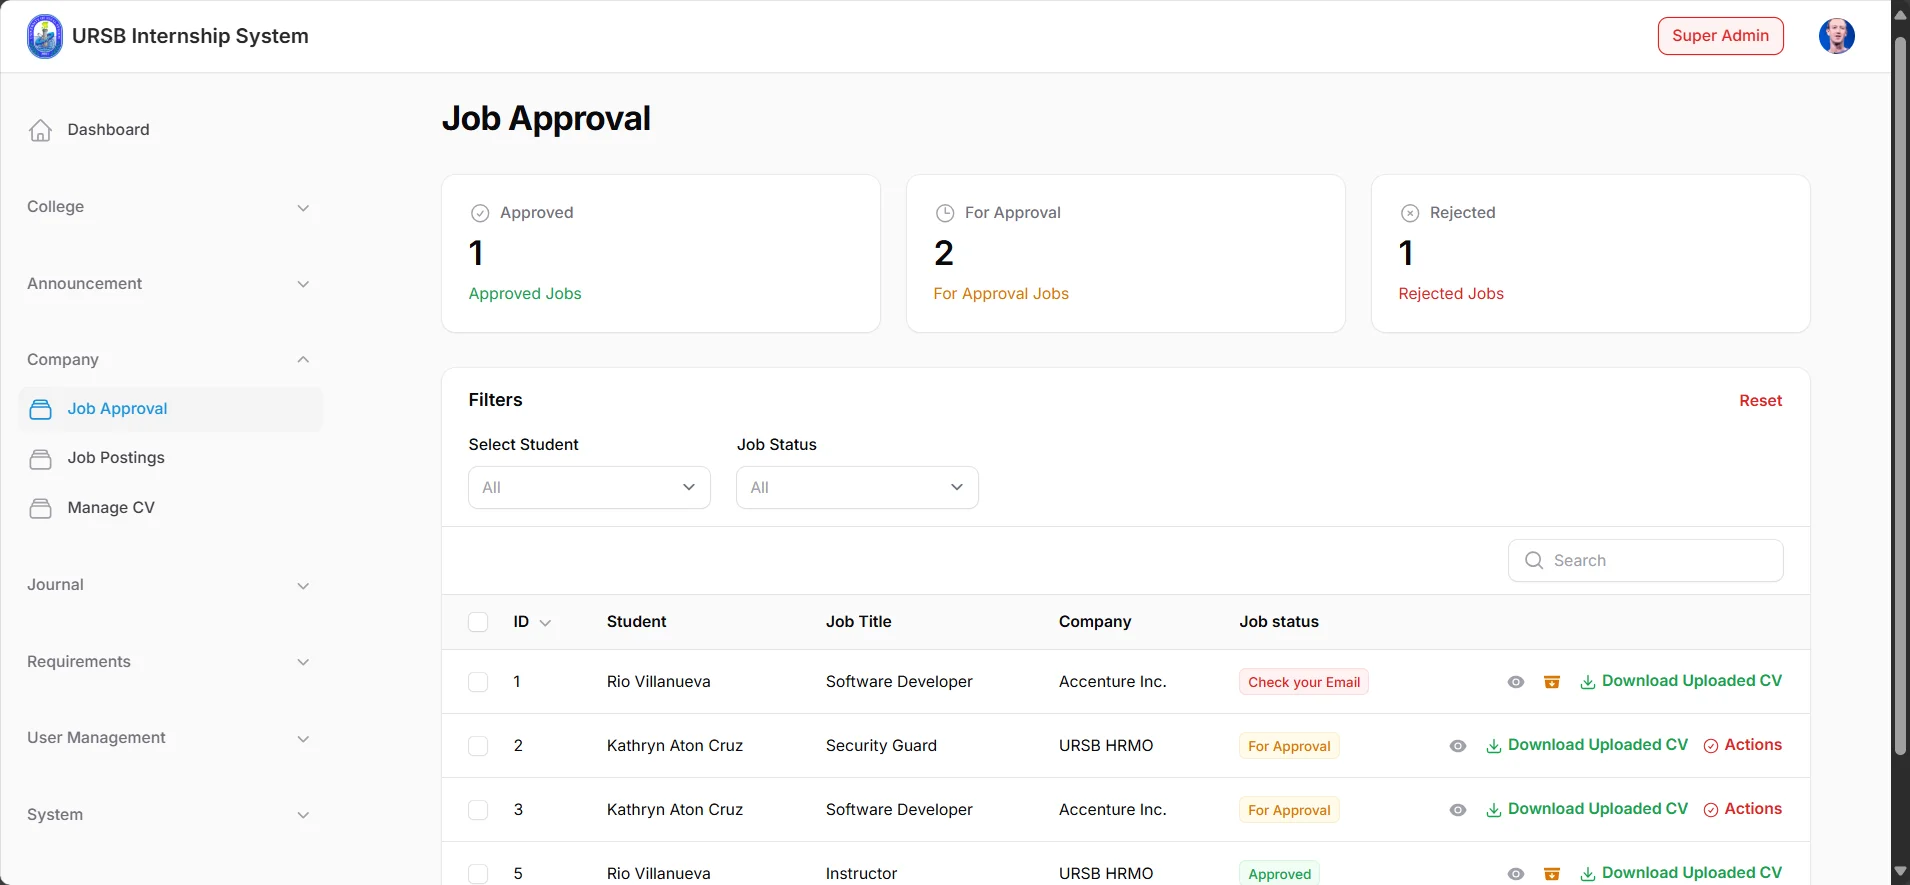 URSB Internship System
Super Admin
Dashboard
College
Announcement
Company
Job Approval
Job Postings
Manage CV
Journal
Requirements
User Management
System
Job Approval
Approved
1
Approved Jobs
For Approval
2
For Approval Jobs
Rejected
1
Rejected Jobs
Filters
Reset
Select Student
Job Status
All
All
Search
ID Student Job Title Company Job status
1 Rio Villanueva Software Developer Accenture Inc. Check your Email Download Uploaded CV
2 Kathryn Aton Cruz Security Guard URSB HRMO For Approval Download Uploaded CV Actions
3 Kathryn Aton Cruz Software Developer Accenture Inc. For Approval Download Uploaded CV Actions
5 Rio Villanueva Instructor URSB HRMO Approved Download Uploaded CV